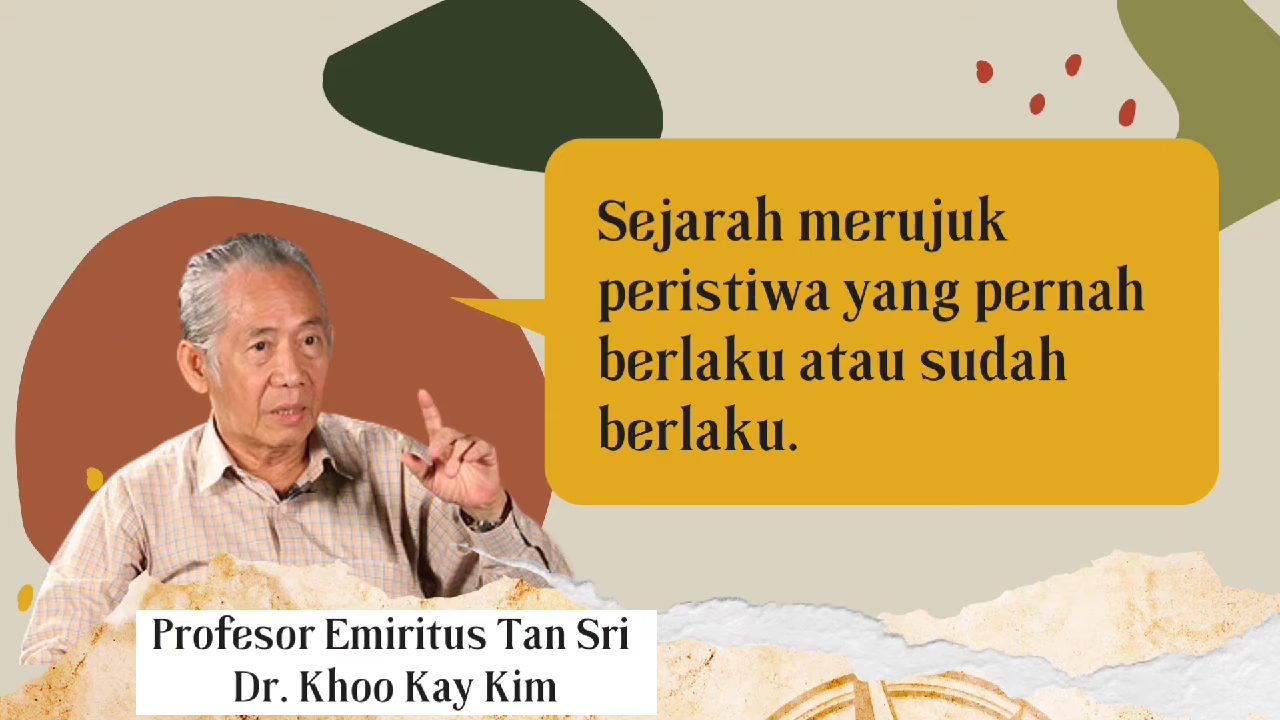 Sejarah merujuk
peristiwa yang pernah
berlaku atau sudah
berlaku.
Profesor Emiritus Tan Sri
Dr. Khoo Kay Kim